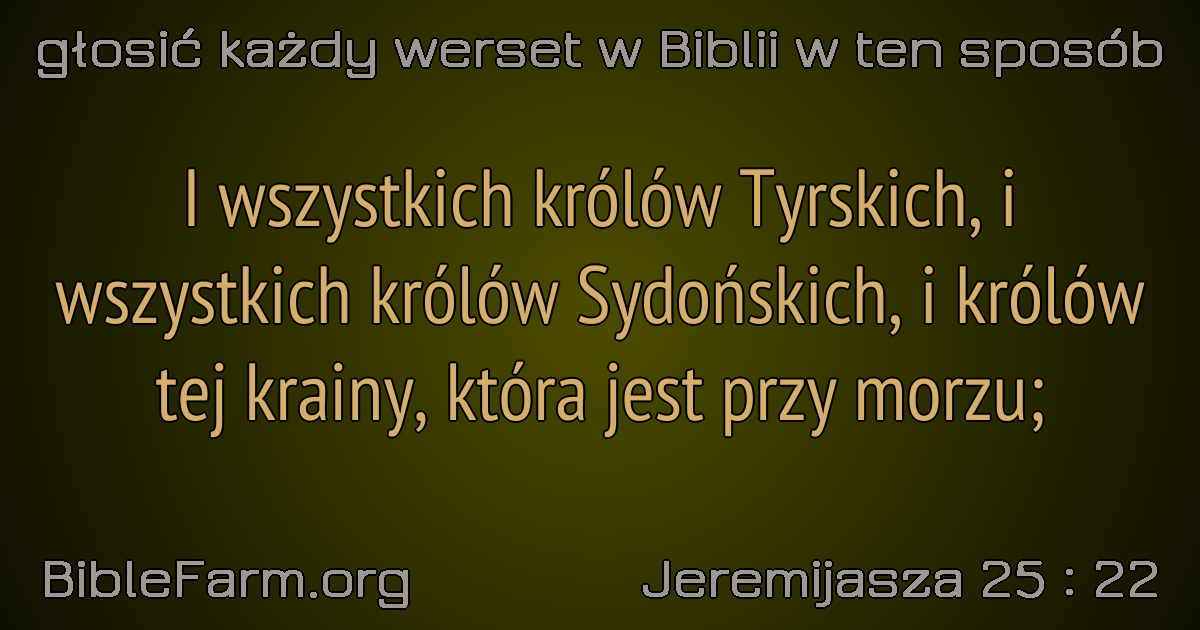 głosić każdy werset w Biblii w ten sposób
I wszystkich królów Tyrskich, i
wszystkich królów Sydońskich, i królów
tej krainy, która jest przy morzu;
BibleFarm.org
Jeremijasza 25 : 22